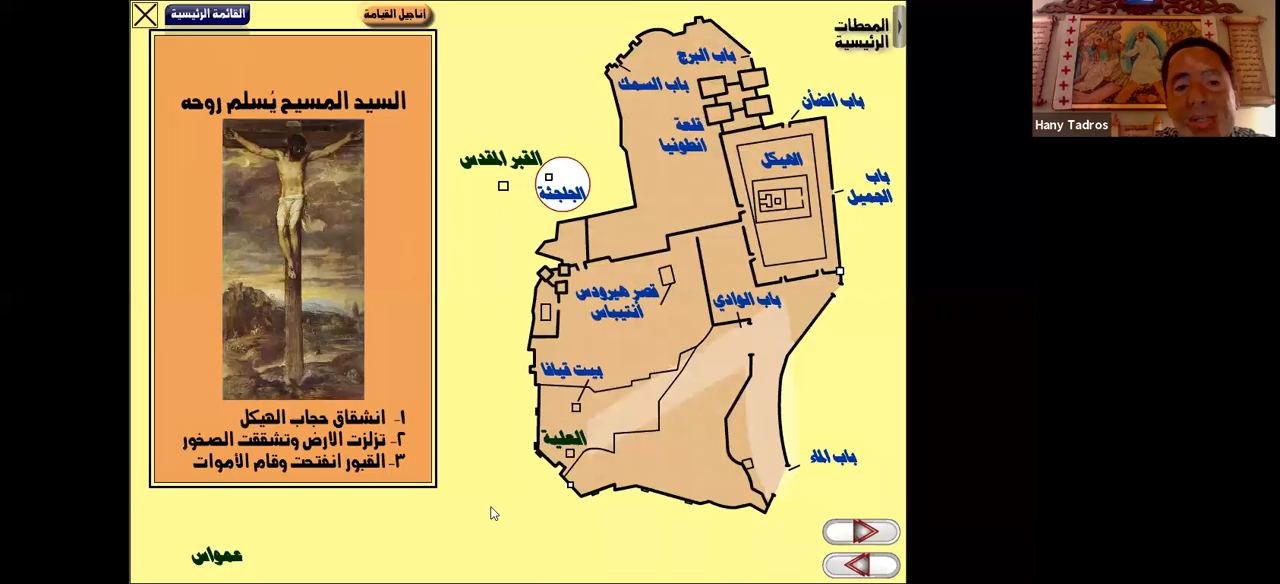 القائمة الرئيسية
أناجيل القيامة
السيد المسيح يُسلم روحه
١- انشقاق حجاب الهيكل
٢- تزلزت الارض وتشققت الصخور
٣- القبور انفتحت وقام الأموات
عمواس
المحطات
الرئيسية
باب البرج
باب السمك
باب الضأن
قلعة
انطونيا
الهيكل
القبر المقدس
الجلجثة
باب
الجميل
قصر هيرودس
أنتيباس
باب الوادي
بيت قيافا
العلية
باب الماء
Hany Tadros